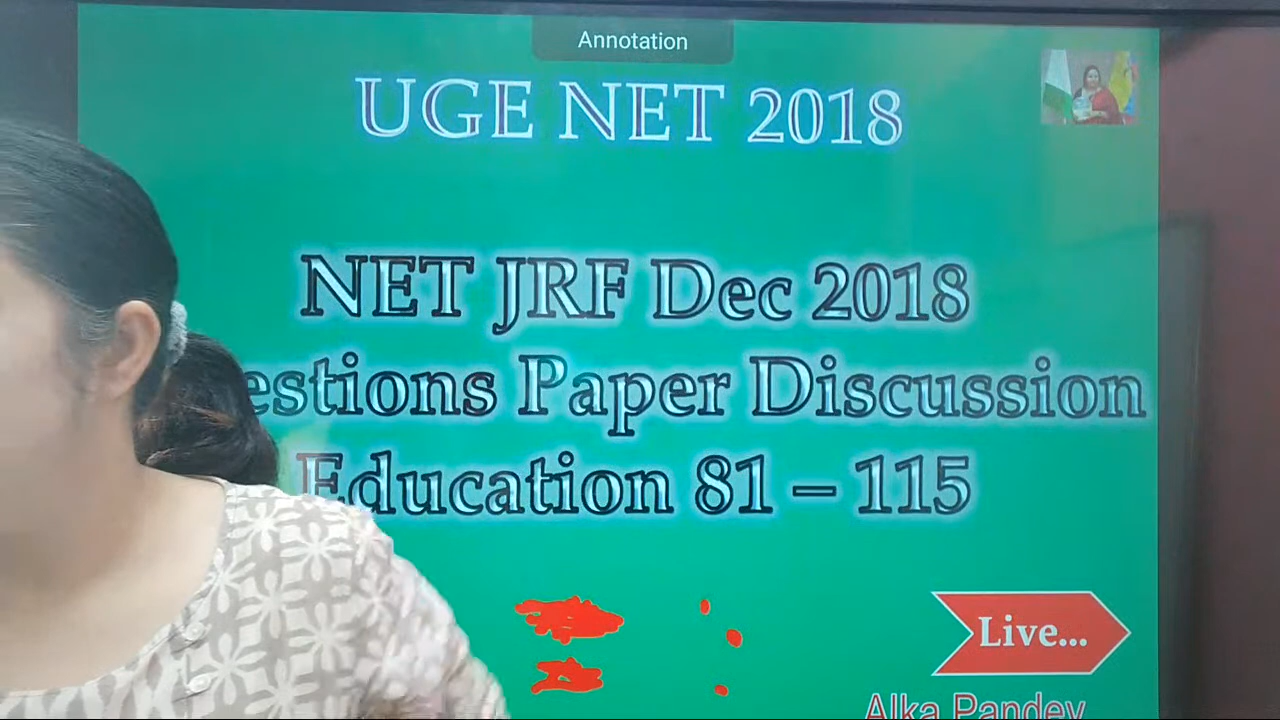 Annotation
UGE NET 2018
NET JRF Dec 2018
estions Paper Discussion
Education 81 – 115
Live...
Alka Pandey